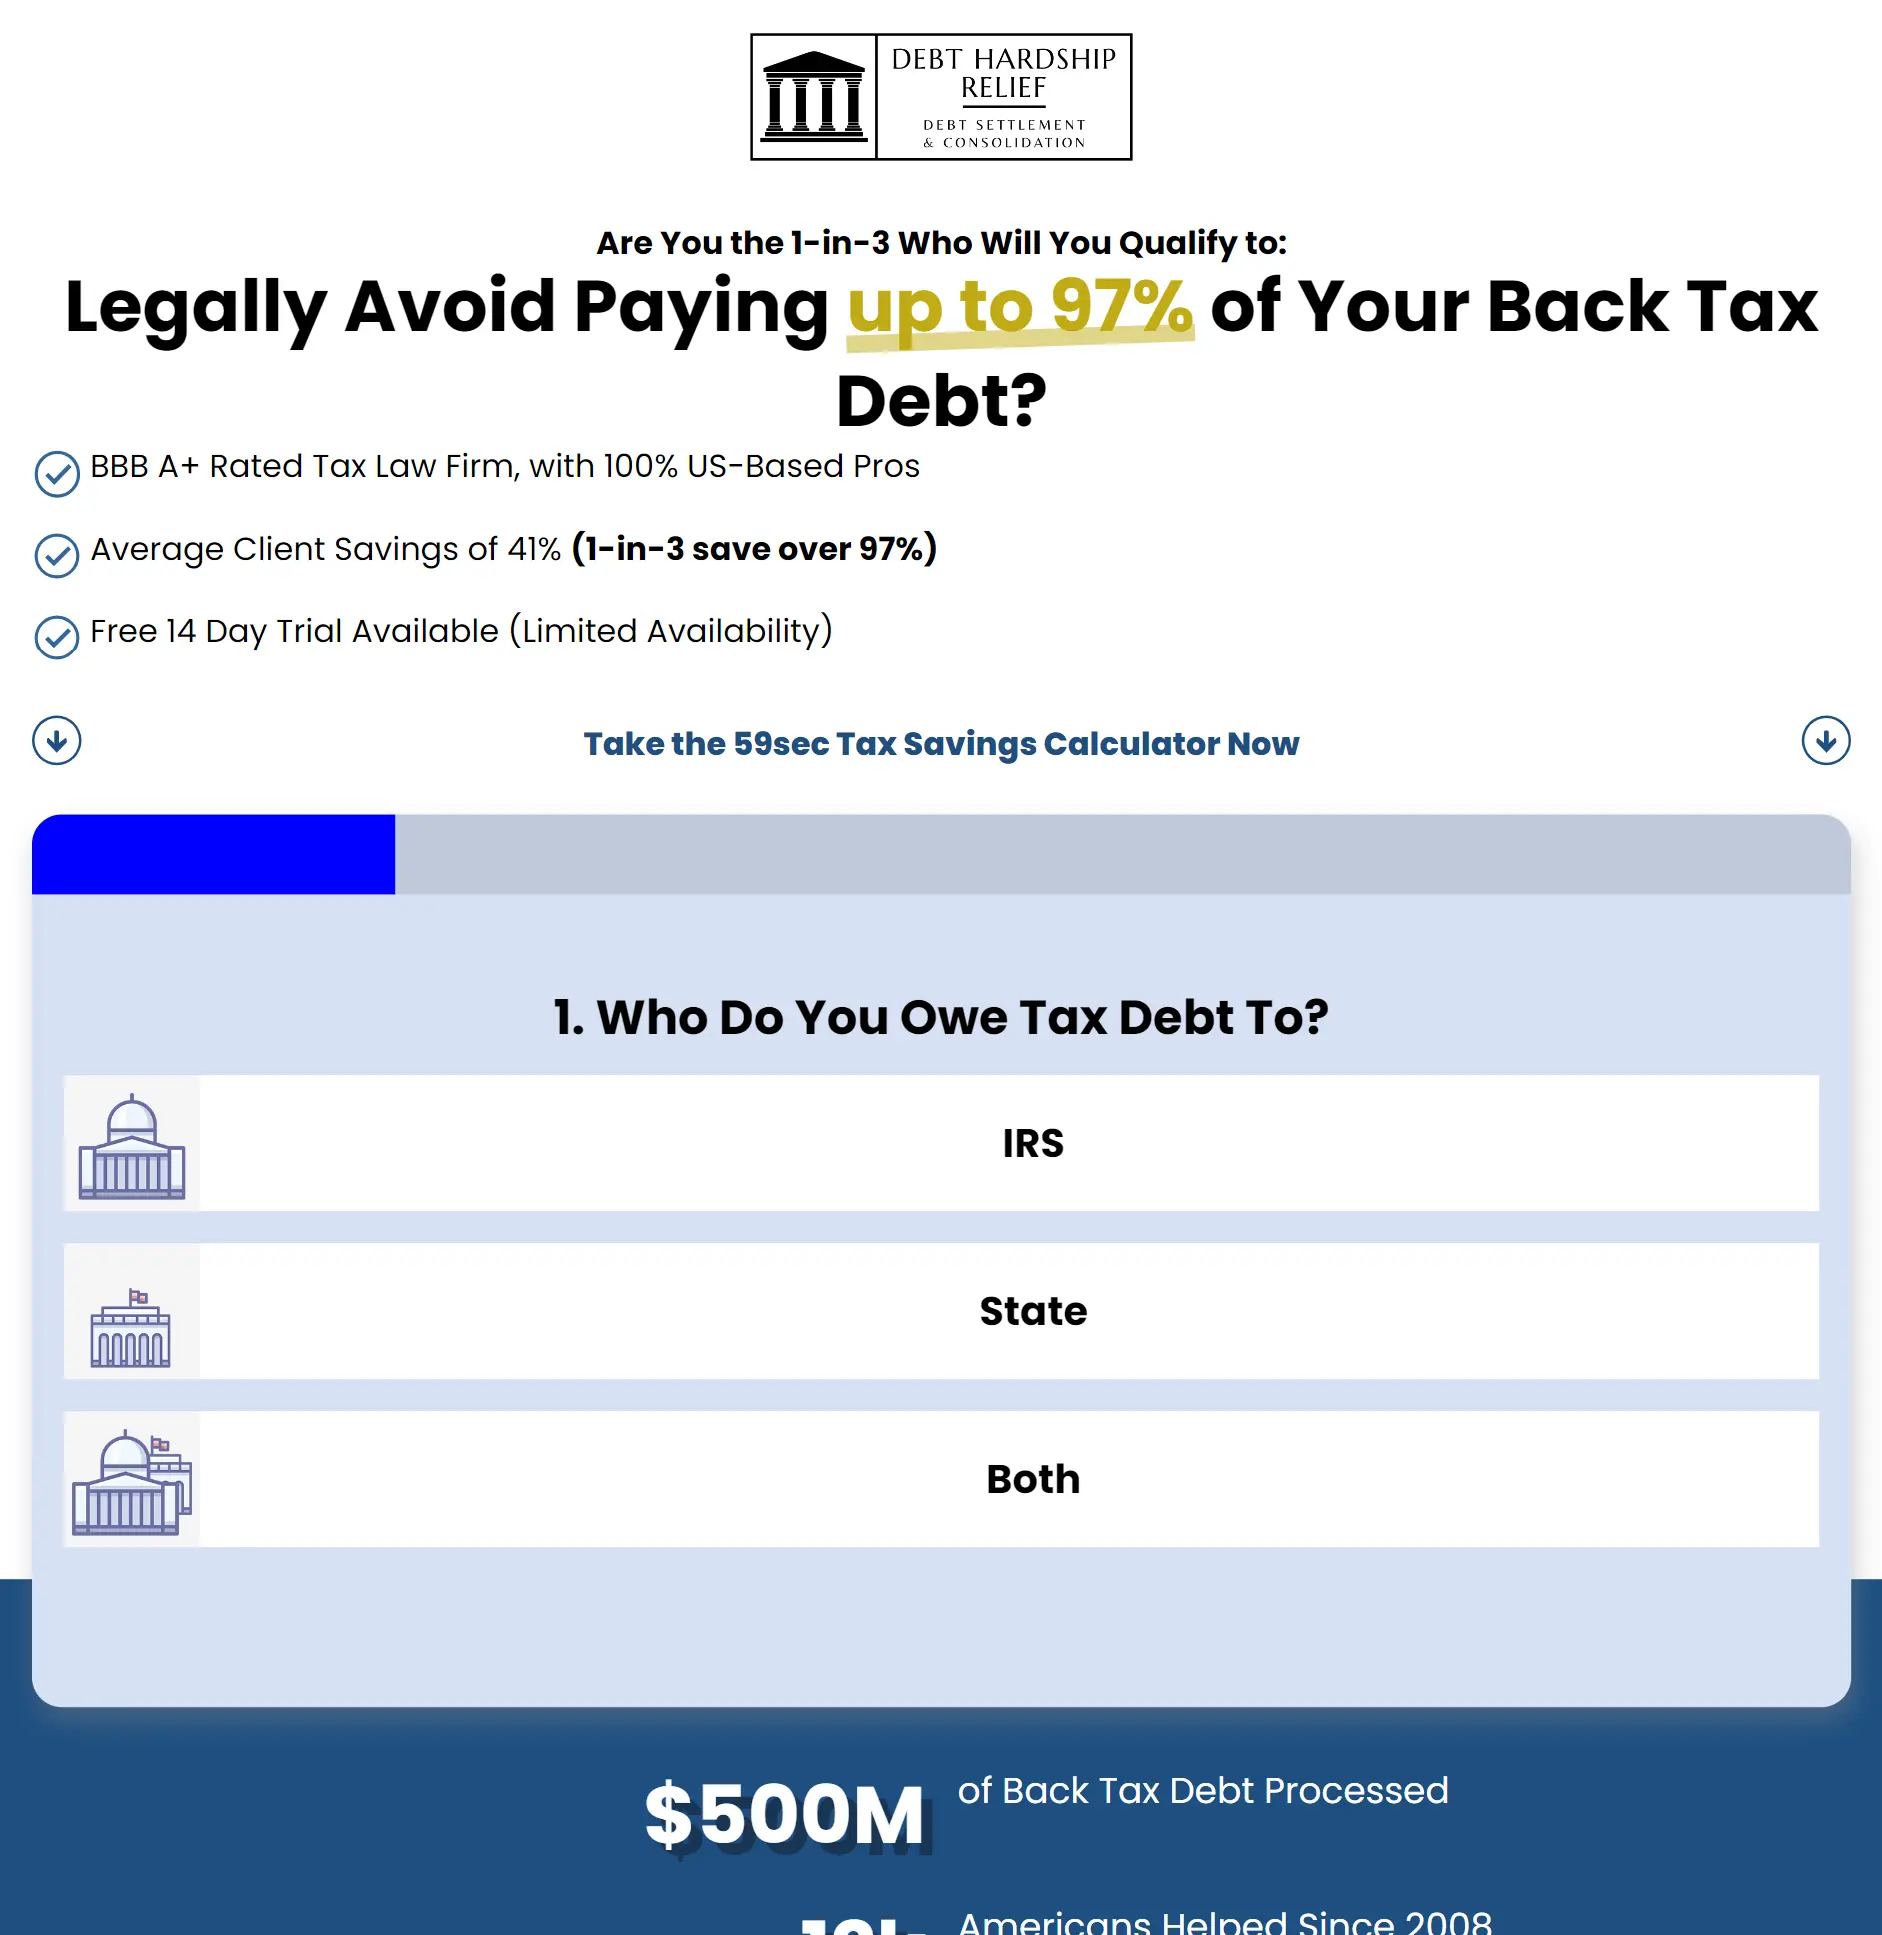 DEBT HARDSHIP
RELIEF
DEBT SETTLEMENT
& CONSOLIDATION
Are You the 1-in-3 Who Will You Qualify to:
Legally Avoid Paying up to 97% of Your Back Tax
Debt?
BBB A+ Rated Tax Law Firm, with 100% US-Based Pros
Average Client Savings of 41% (1-in-3 save over 97%)
Free 14 Day Trial Available (Limited Availability)
Take the 59sec Tax Savings Calculator Now
1. Who Do You Owe Tax Debt To?
IRS
State
Both
$500M
of Back Tax Debt Processed
Americans Helped Since 2008